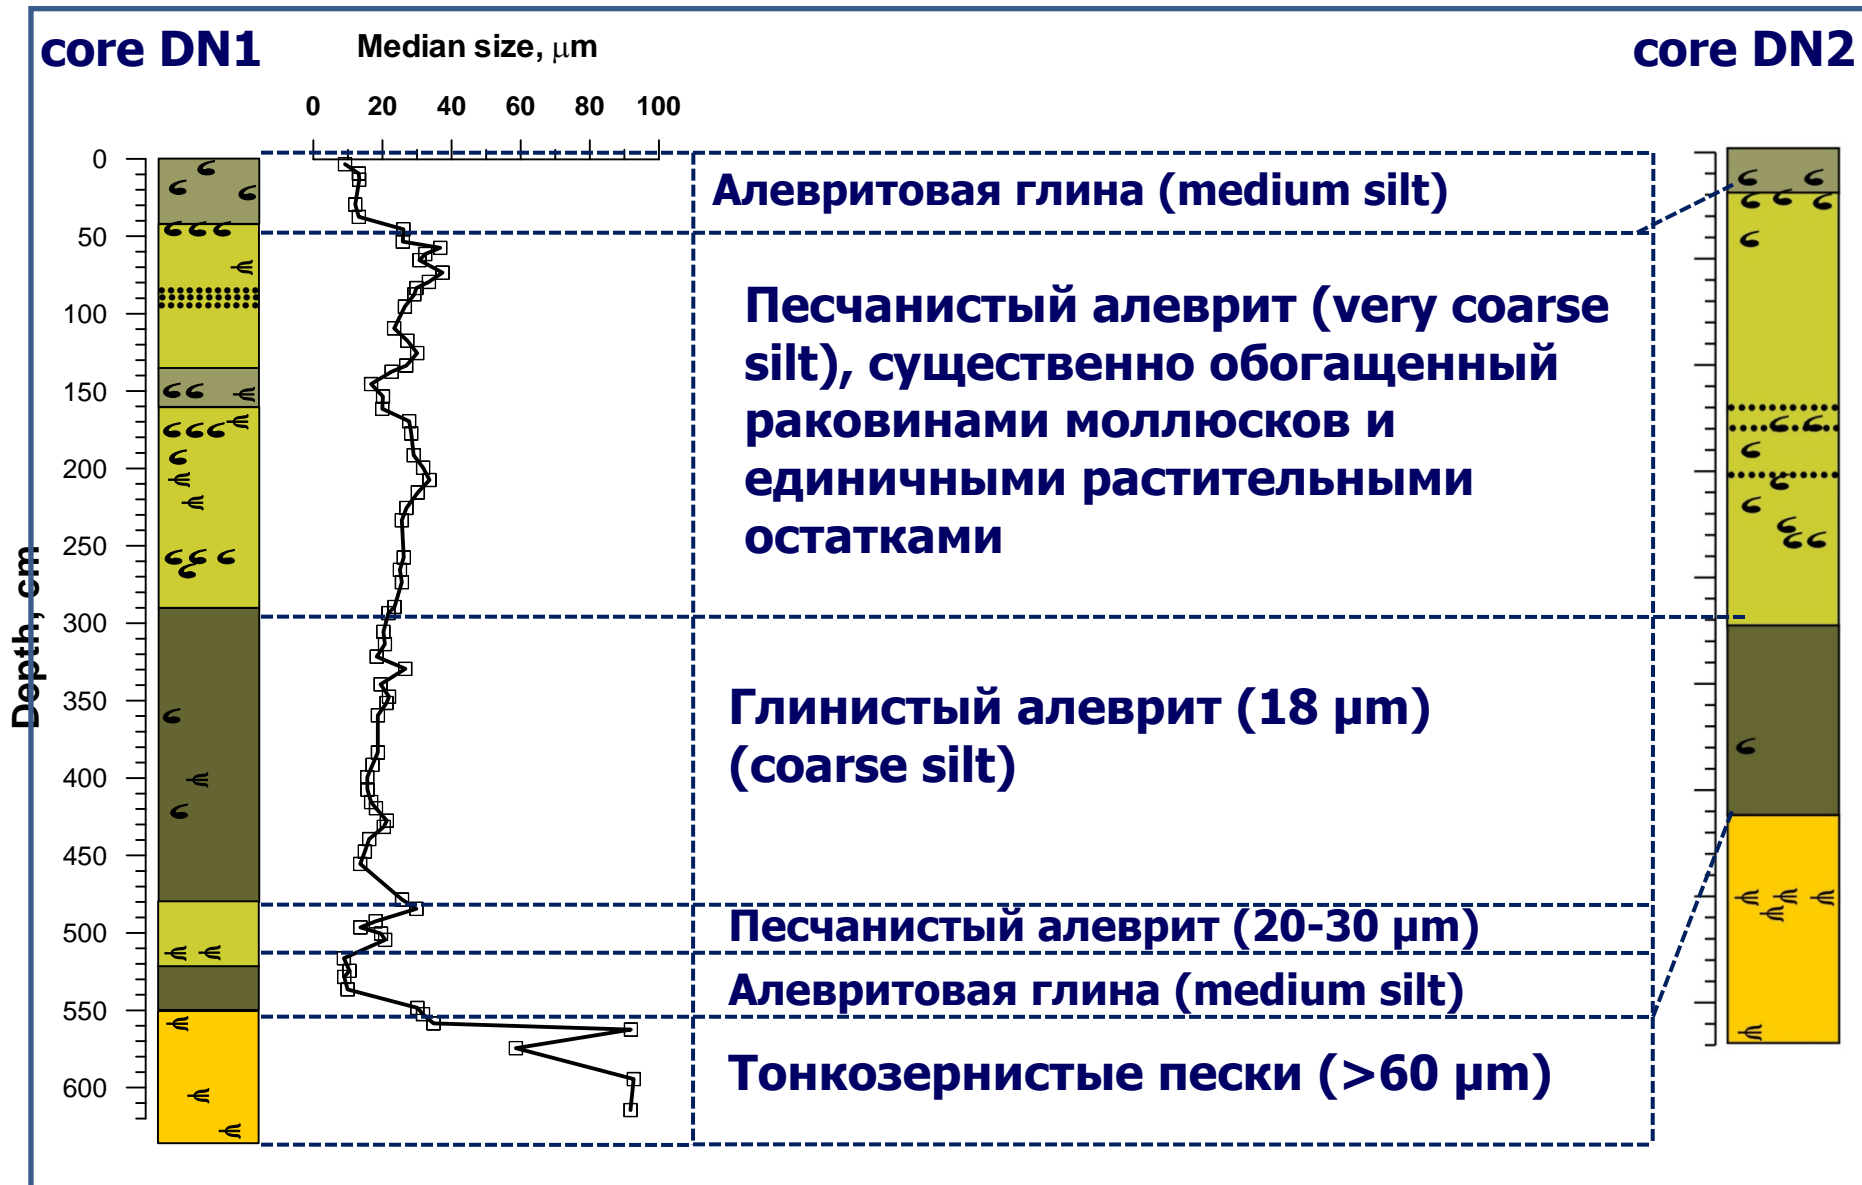 core DN1
Median size, μm
core DN2
0 20 40 60 80 100
0
50
100
150
200
250
300
350
400
450
500
550
600
Depth, cm
Алевритовая глина (medium silt)
Песчанистый алеврит (very coarse
silt), существенно обогащенный
раковинами моллюсков и
единичными растительными
остатками
Глинистый алеврит (18 μm)
(coarse silt)
Песчанистый алеврит (20-30 μm)
Алевритовая глина (medium silt)
Тонкозернистые пески (>60 μm)